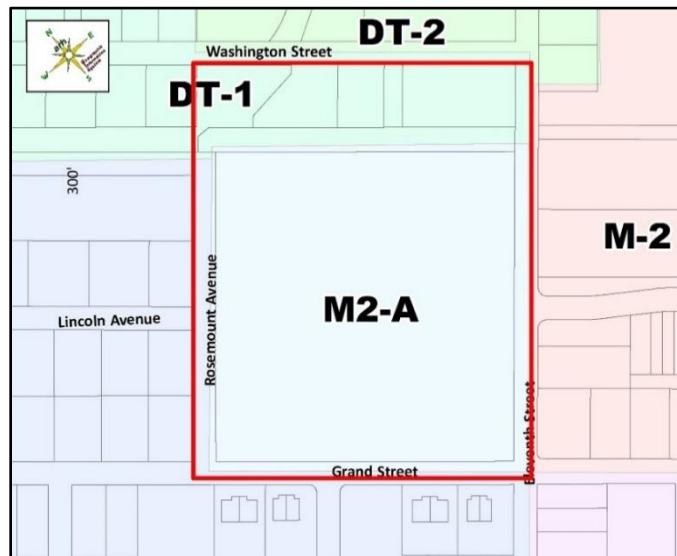 DT-2
Washington Street
N
E
S
W
DT-1
300'
M-2
Rosemount Avenue
M2-A
Lincoln Avenue
Eleventh Street
Grand Street